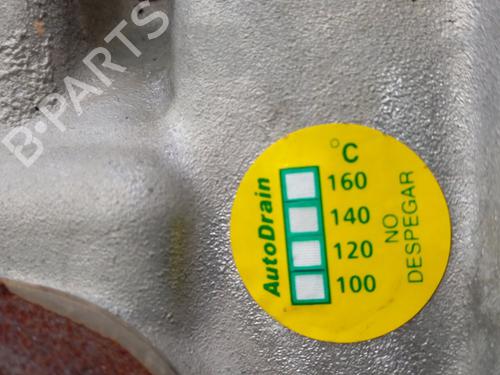 B-PARTS
°C
AutoDrain
160
140
120
100
NO
DESPEGAR